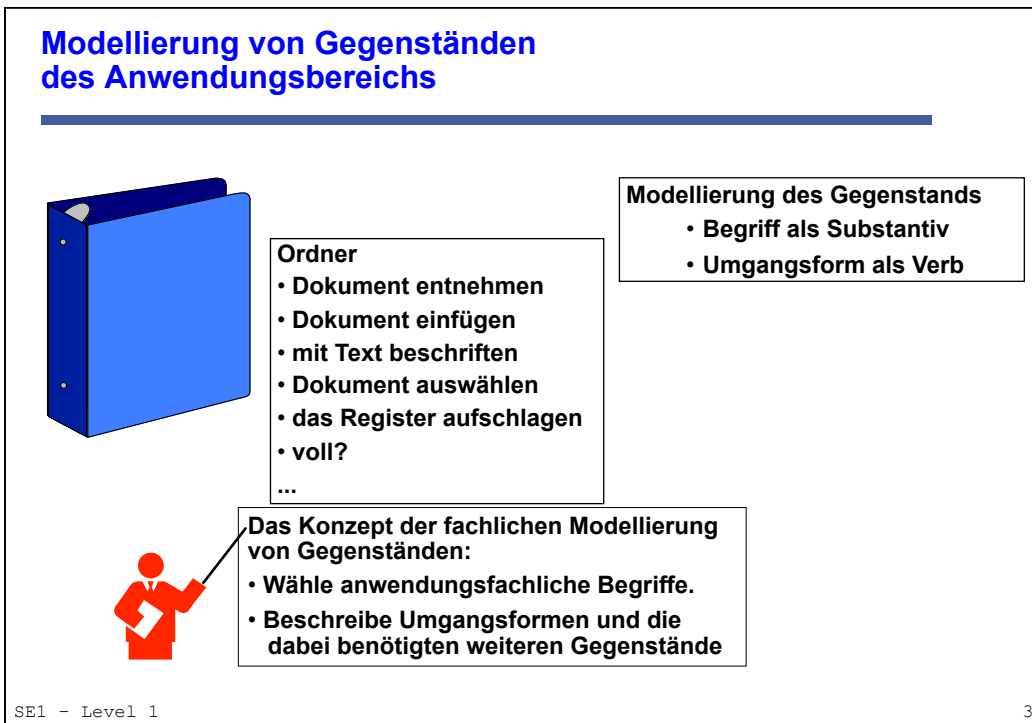 Modellierung von Gegenständen
des Anwendungsbereichs
Modellierung des Gegenstands
• Begriff als Substantiv
• Umgangsform als Verb
Ordner
• Dokument entnehmen
• Dokument einfügen
• mit Text beschriften
• Dokument auswählen
• das Register aufschlagen
• voll?
...
Das Konzept der fachlichen Modellierung
von Gegenständen:
• Wähle anwendungsfachliche Begriffe.
• Beschreibe Umgangsformen und die
dabei benötigten weiteren Gegenstände
SE1 – Level 1
3